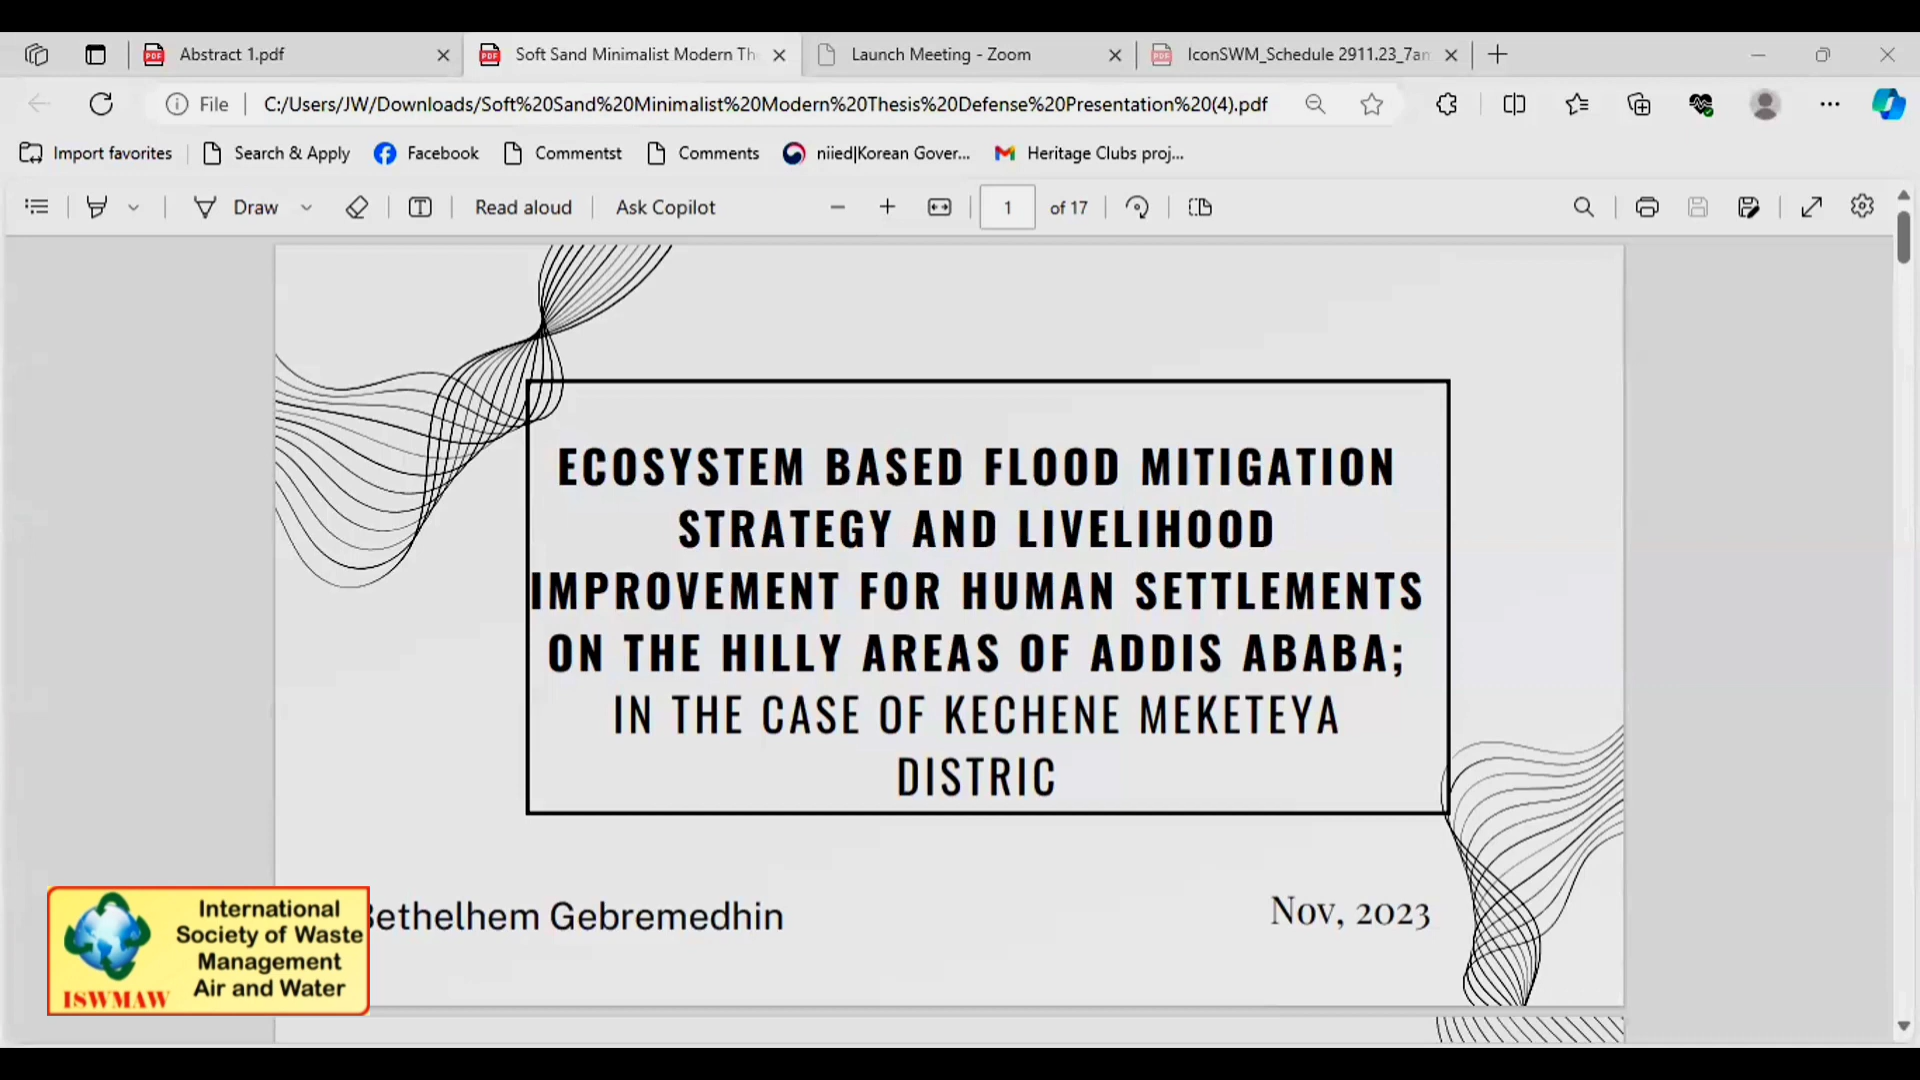 Abstract 1.pdf
Soft Sand Minimalist Modern Th
Launch Meeting - Zoom
IconSWM_Schedule 2911.23_7am
File
C:/Users/JW/Downloads/Soft%20Sand%20Minimalist%20Modern%20Thesis%20Defense%20Presentation%20(4).pdf
Import favorites
Search & Apply
Facebook
Commentst
Comments
niied|Korean Gover...
Heritage Clubs proj...
Draw
Read aloud
Ask Copilot
1
of 17
ECOSYSTEM BASED FLOOD MITIGATION
STRATEGY AND LIVELIHOOD
IMPROVEMENT FOR HUMAN SETTLEMENTS
ON THE HILLY AREAS OF ADDIS ABABA;
IN THE CASE OF KECHENE MEKETEYA
DISTRIC
Bethelhem Gebremedhin
Nov, 2023
International
Society of Waste
Management
Air and Water
ISWMAW